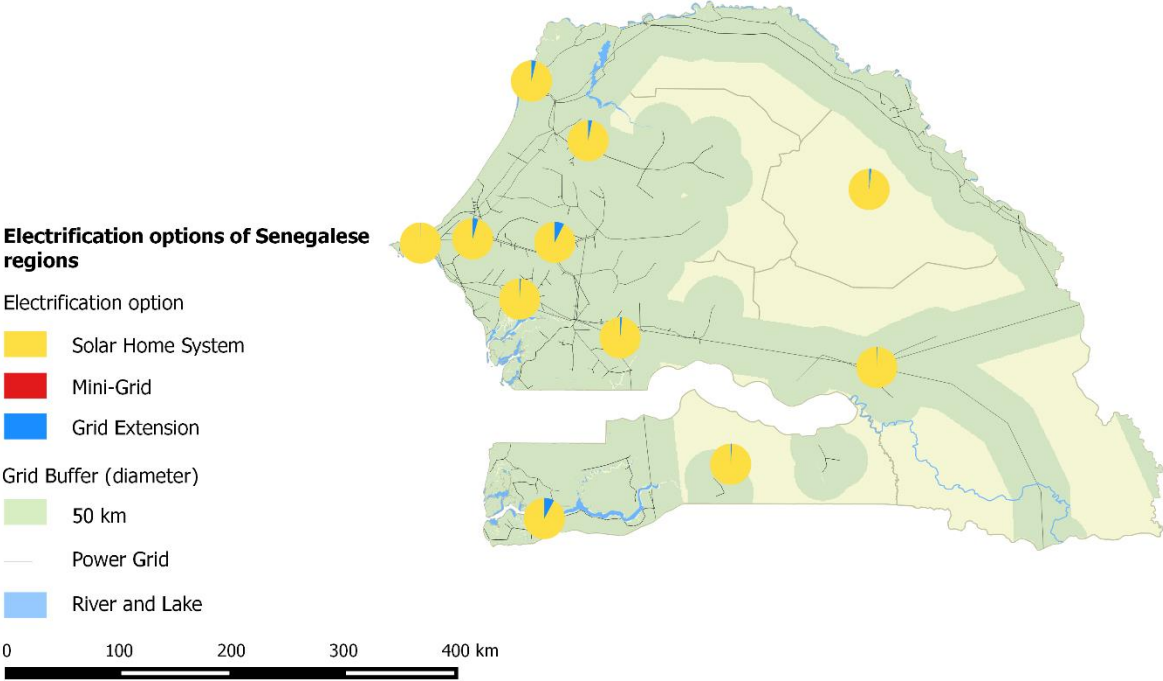 Electrification options of Senegalese
regions
Electrification option
Solar Home System
Mini-Grid
Grid Extension
Grid Buffer (diameter)
50 km
Power Grid
River and Lake
0 100 200 300 400 km